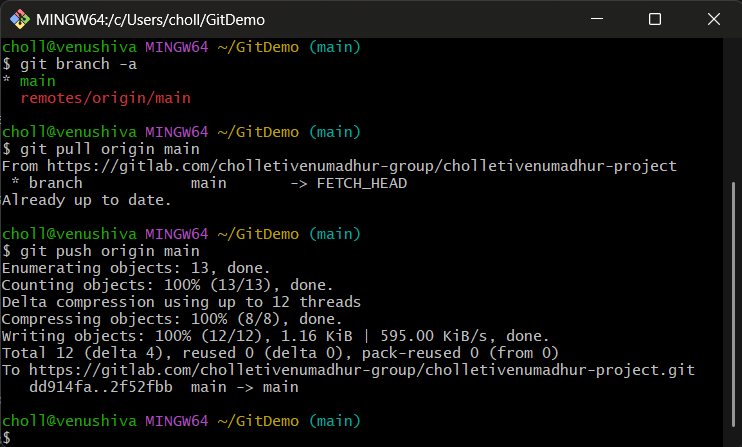 MINGW64:/c/Users/choll/GitDemo
choll@venushiva MINGW64 ~/GitDemo (main)
$ git branch -a
* main
  remotes/origin/main
choll@venushiva MINGW64 ~/GitDemo (main)
$ git pull origin main
From https://gitlab.com/cholletivenumadhur-group/cholletivenumadhur-project
 * branch            main       -> FETCH_HEAD
Already up to date.
choll@venushiva MINGW64 ~/GitDemo (main)
$ git push origin main
Enumerating objects: 13, done.
Counting objects: 100% (13/13), done.
Delta compression using up to 12 threads
Compressing objects: 100% (8/8), done.
Writing objects: 100% (12/12), 1.16 KiB | 595.00 KiB/s, done.
Total 12 (delta 4), reused 0 (delta 0), pack-reused 0 (from 0)
To https://gitlab.com/cholletivenumadhur-group/cholletivenumadhur-project.git
   dd914fa..2f52fbb  main -> main
choll@venushiva MINGW64 ~/GitDemo (main)
$